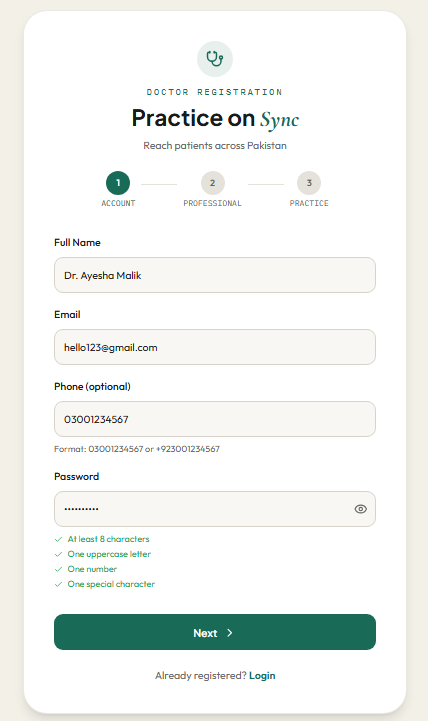 DOCTOR REGISTRATION
Practice on Sync
Reach patients across Pakistan
1 2 3
ACCOUNT PROFESSIONAL PRACTICE
Full Name
Dr. Ayesha Malik
Email
hello123@gmail.com
Phone (optional)
03001234567
Format: 03001234567 or +923001234567
Password
••••••••••
At least 8 characters
One uppercase letter
One number
One special character
Next
Already registered? Login